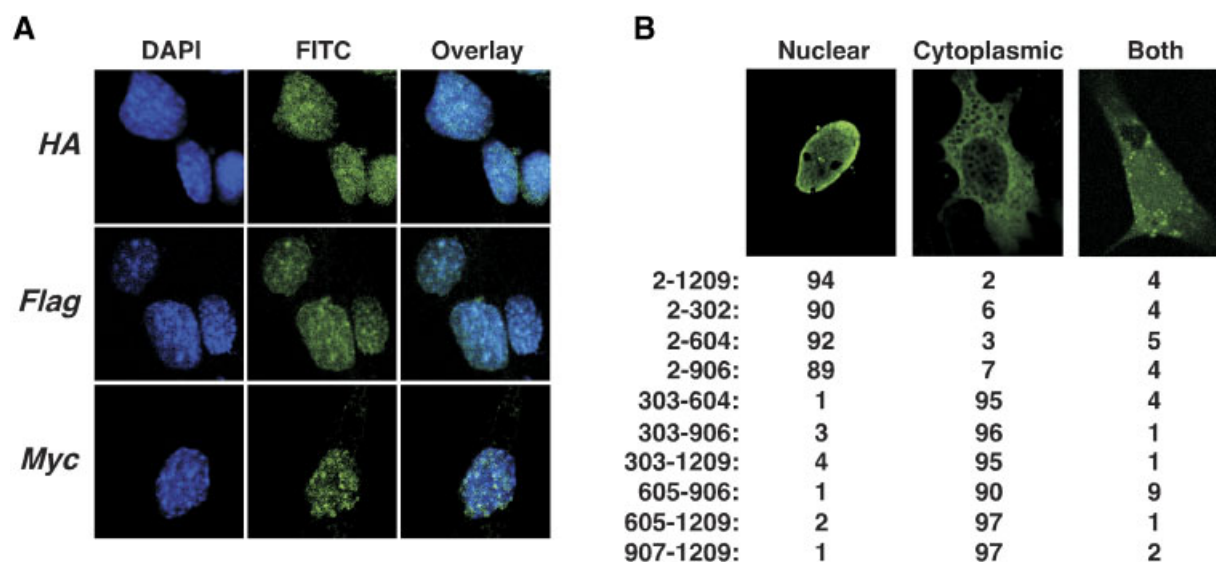 A
DAPI FITC Overlay
HA
Flag
Myc
B
Nuclear Cytoplasmic Both
2-1209: 94 2 4
2-302: 90 6 4
2-604: 92 3 5
2-906: 89 7 4
303-604: 1 95 4
303-906: 3 96 1
303-1209: 4 95 1
605-906: 1 90 9
605-1209: 2 97 1
907-1209: 1 97 2